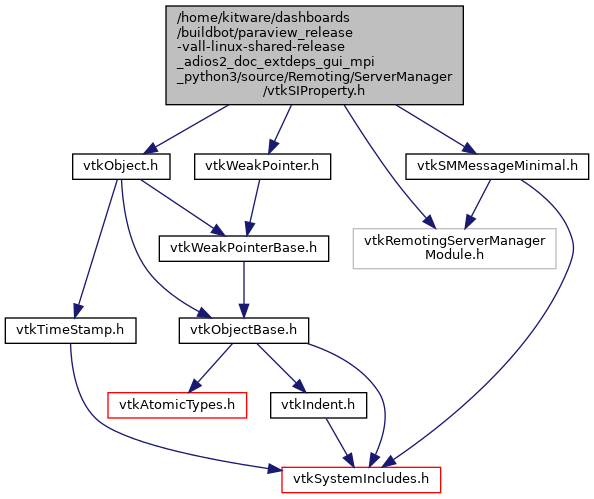 /home/kitware/dashboards
/buildbot/paraview_release
-vall-linux-shared-release
_adios2_doc_extdeps_gui_mpi
_python3/source/Remoting/ServerManager
/vtkSIProperty.h
vtkObject.h
vtkWeakPointer.h
vtkSMMessageMinimal.h
vtkWeakPointerBase.h
vtkRemotingServerManager
Module.h
vtkTimeStamp.h
vtkObjectBase.h
vtkAtomicTypes.h
vtkIndent.h
vtkSystemIncludes.h